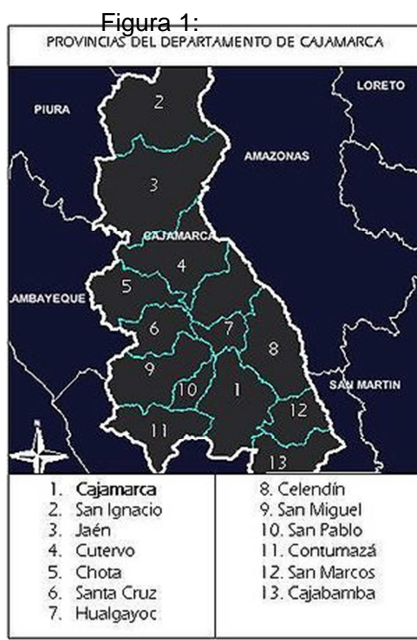 Figura 1:
PROVINCIAS DEL DEPARTAMENTO DE CAJAMARCA
2
LORETO
PIURA
AMAZONAS
3
CAJAMARCA
4
5
LAMBAYEQUE
6
7
8
9
SAN MARTIN
10
1
12
11
13
1. Cajamarca
2. San Ignacio
3. Jaén
4. Cutervo
5. Chota
6. Santa Cruz
7. Hualgayoc
8. Celendín
9. San Miguel
10. San Pablo
11. Contumazá
12. San Marcos
13. Cajabamba